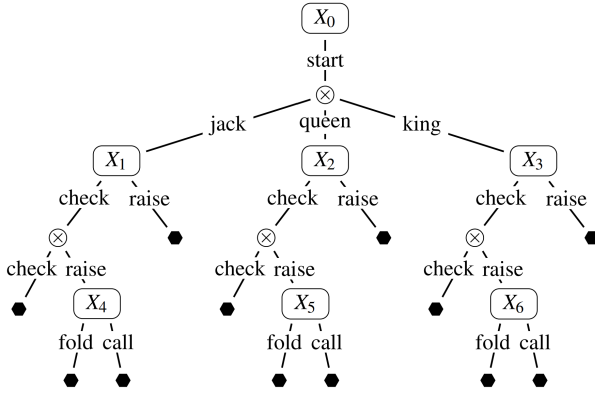 X₀
start
⊗
jack queen king
X₁ X₂ X₃
check raise check raise check raise
⊗ ⊗ ⊗
check raise check raise check raise
X₄ X₅ X₆
fold call fold call fold call